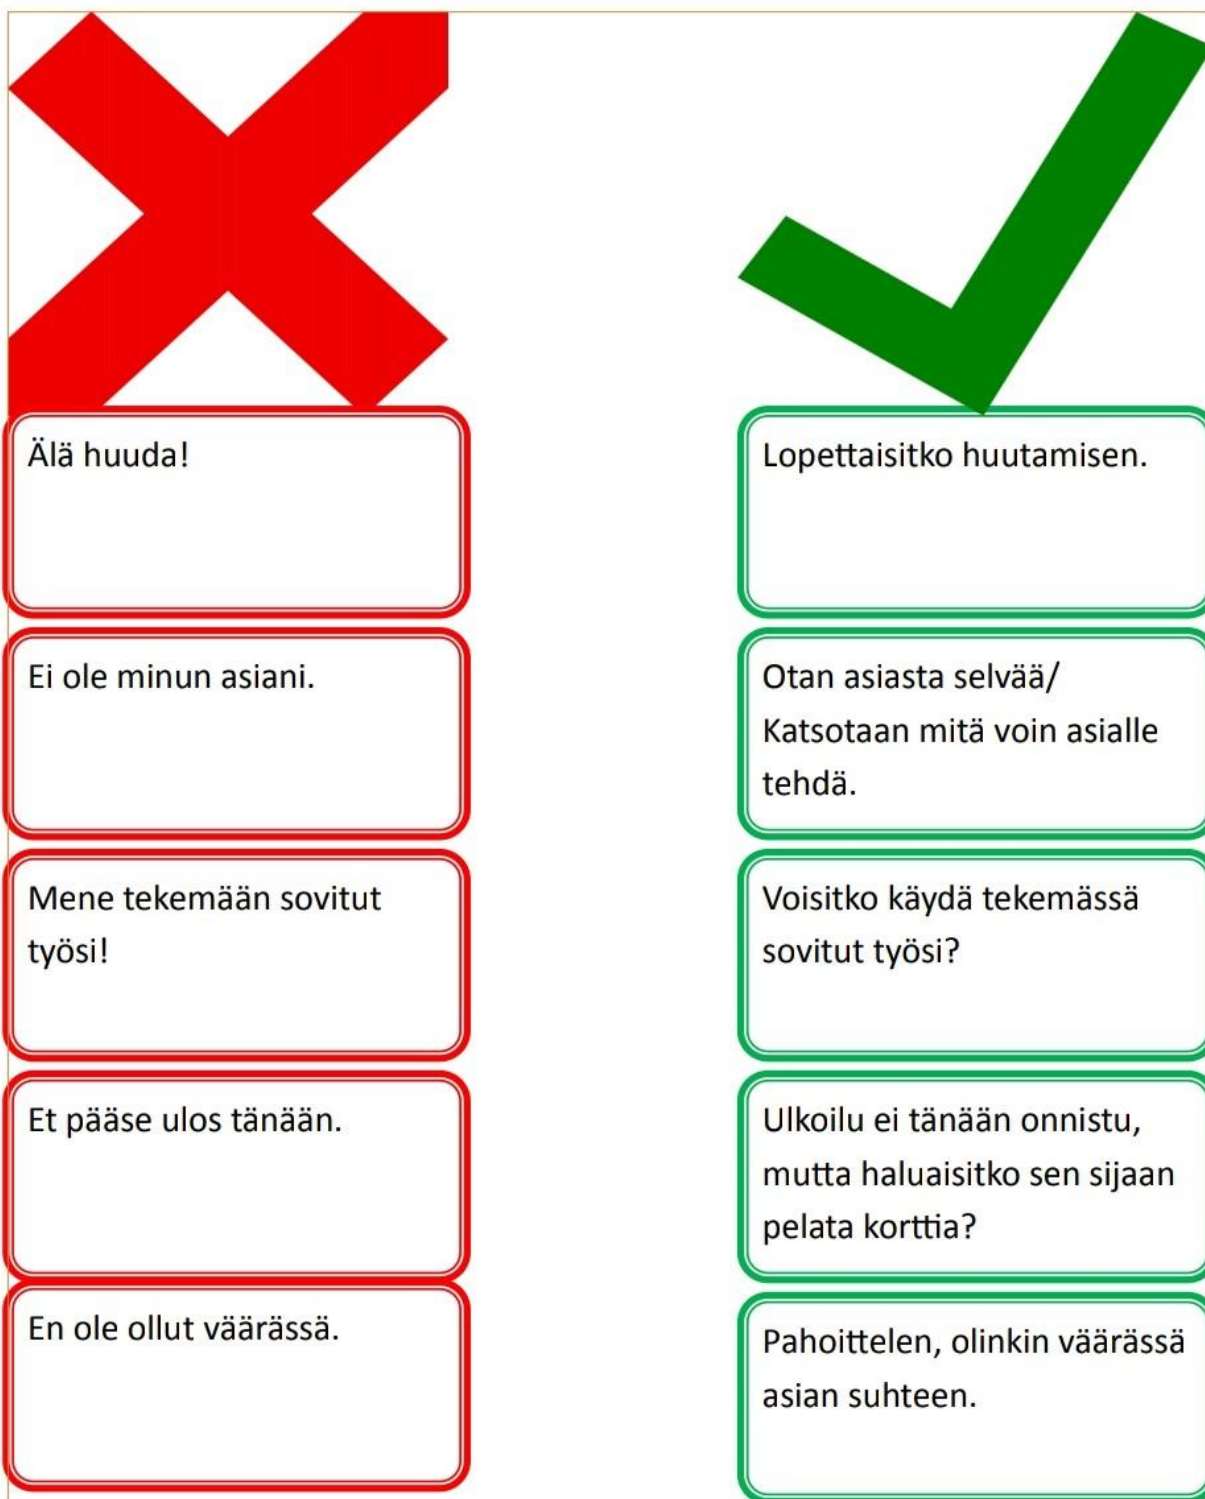 Älä huuda!
Lopettaisitko huutamisen.
Ei ole minun asiani.
Otan asiasta selvää/
Katsotaan mitä voin asialle
tehdä.
Mene tekemään sovitut
työsi!
Voisitko käydä tekemässä
sovitut työsi?
Et pääse ulos tänään.
Ulkoilu ei tänään onnistu,
mutta haluaisitko sen sijaan
pelata korttia?
En ole ollut väärässä.
Pahoittelen, olinkin väärässä
asian suhteen.